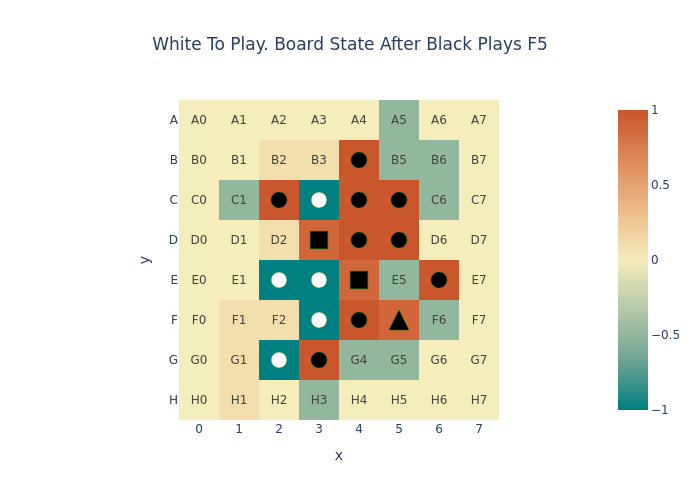 White To Play. Board State After Black Plays F5
A A0 A1 A2 A3 A4 A5 A6 A7
B B0 B1 B2 B3 B5 B6 B7
C C0 C1 C6 C7
D D0 D1 D2 D6 D7
E E0 E1 E5 E7
F F0 F1 F2 F6 F7
G G0 G1 G4 G5 G6 G7
H H0 H1 H2 H3 H4 H5 H6 H7
0 1 2 3 4 5 6 7
x
y
1
0.5
0
−0.5
−1